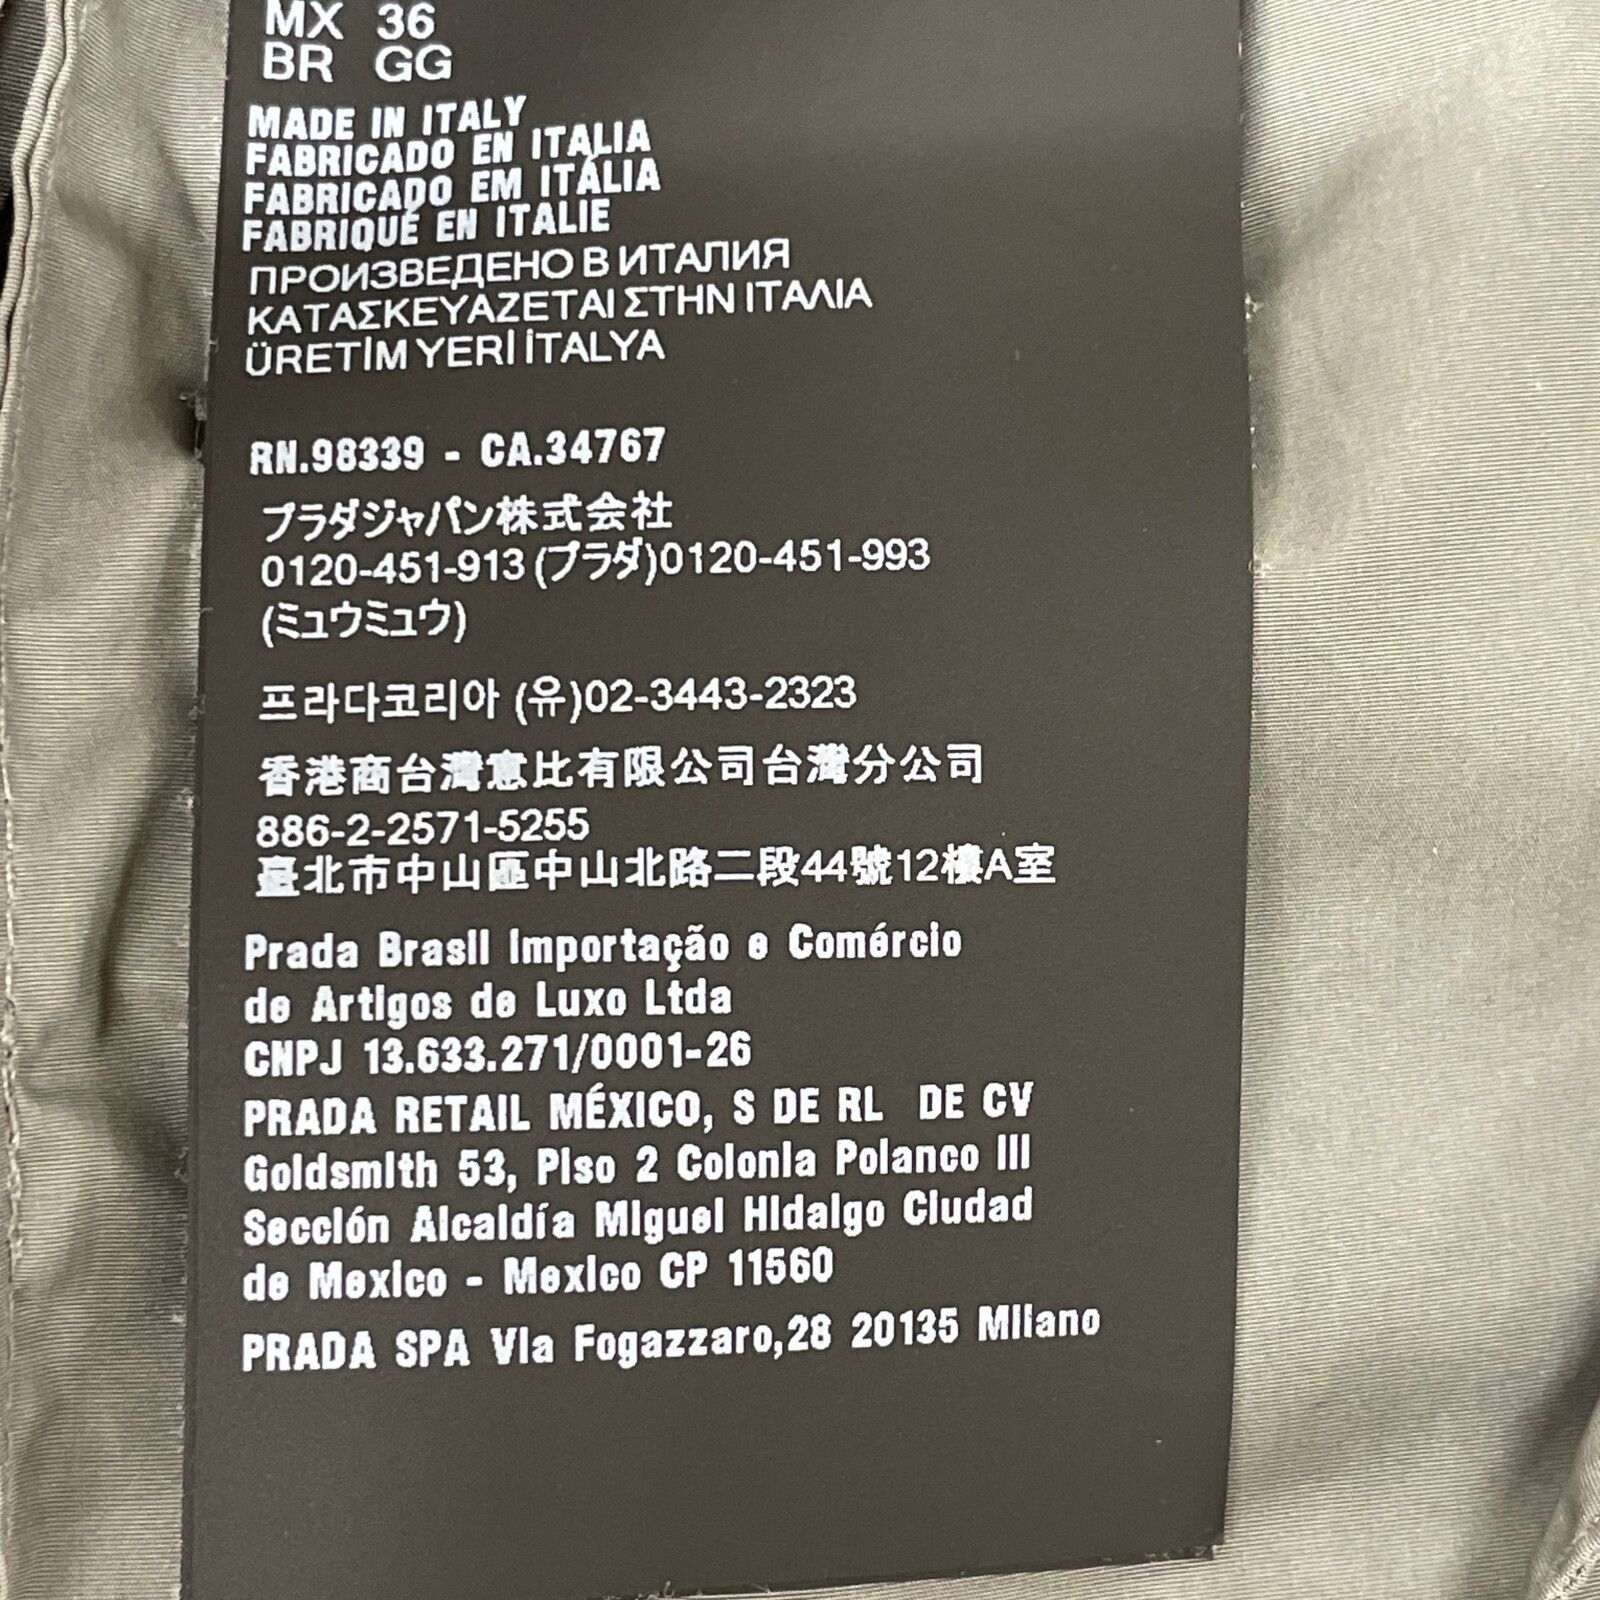 MX 36
BR GG
MADE IN ITALY
FABRICADO EN ITALIA
FABRICADO EM ITÁLIA
FABRIQUÉ EN ITALIE
ПРОИЗВЕДЕНО В ИТАЛИЯ
ΚΑΤΑΣΚΕΥΑΖΕΤΑΙ ΣΤΗΝ ΙΤΑΛΙΑ
ÜRETİM YERİ İTALYA
RN.98339 - CA.34767
プラダジャパン株式会社
0120-451-913 (プラダ)0120-451-993
(ミュウミュウ)
프라다코리아 (유)02-3443-2323
香港商台灣意比有限公司台灣分公司
886-2-2571-5255
臺北市中山區中山北路二段44號12樓A室
Prada Brasil Importação e Comércio
de Artigos de Luxo Ltda
CNPJ 13.633.271/0001-26
PRADA RETAIL MÉXICO, S DE RL DE CV
Goldsmith 53, Piso 2 Colonia Polanco III
Sección Alcaldía Miguel Hidalgo Ciudad
de Mexico - Mexico CP 11560
PRADA SPA Via Fogazzaro,28 20135 Milano